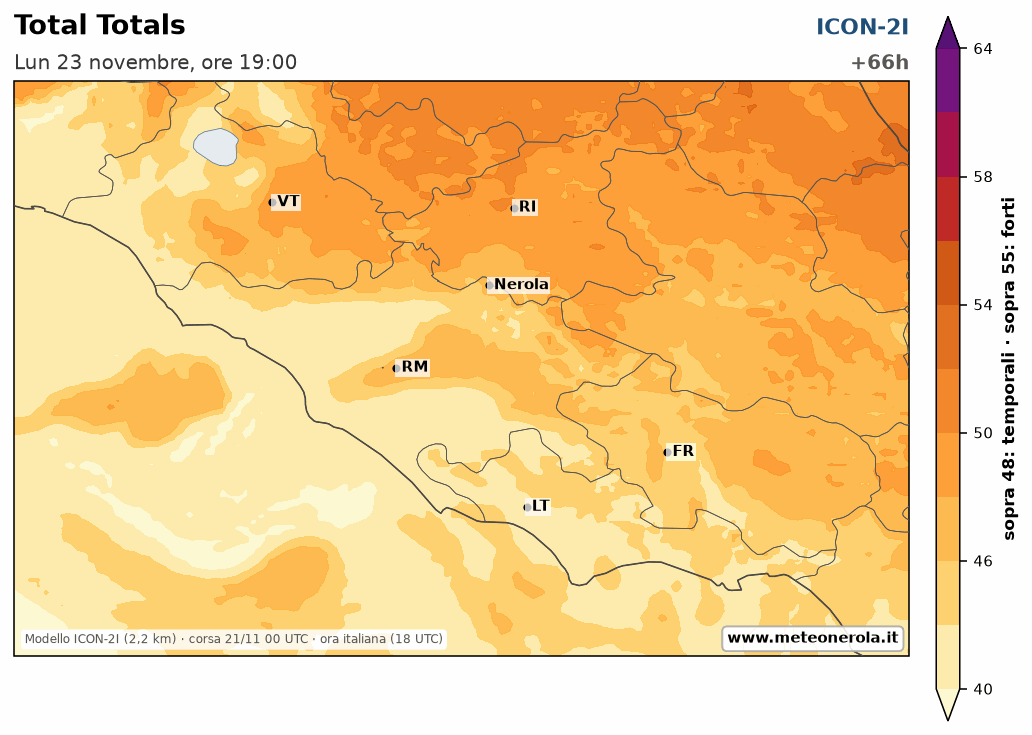 Total Totals
ICON-2I
Lun 23 novembre, ore 19:00
+66h
VT
RI
Nerola
RM
FR
LT
Modello ICON-2I (2,2 km) · corsa 21/11 00 UTC · ora italiana (18 UTC)
www.meteonerola.it
64
58
54
50
46
40
sopra 48: temporali · sopra 55: forti